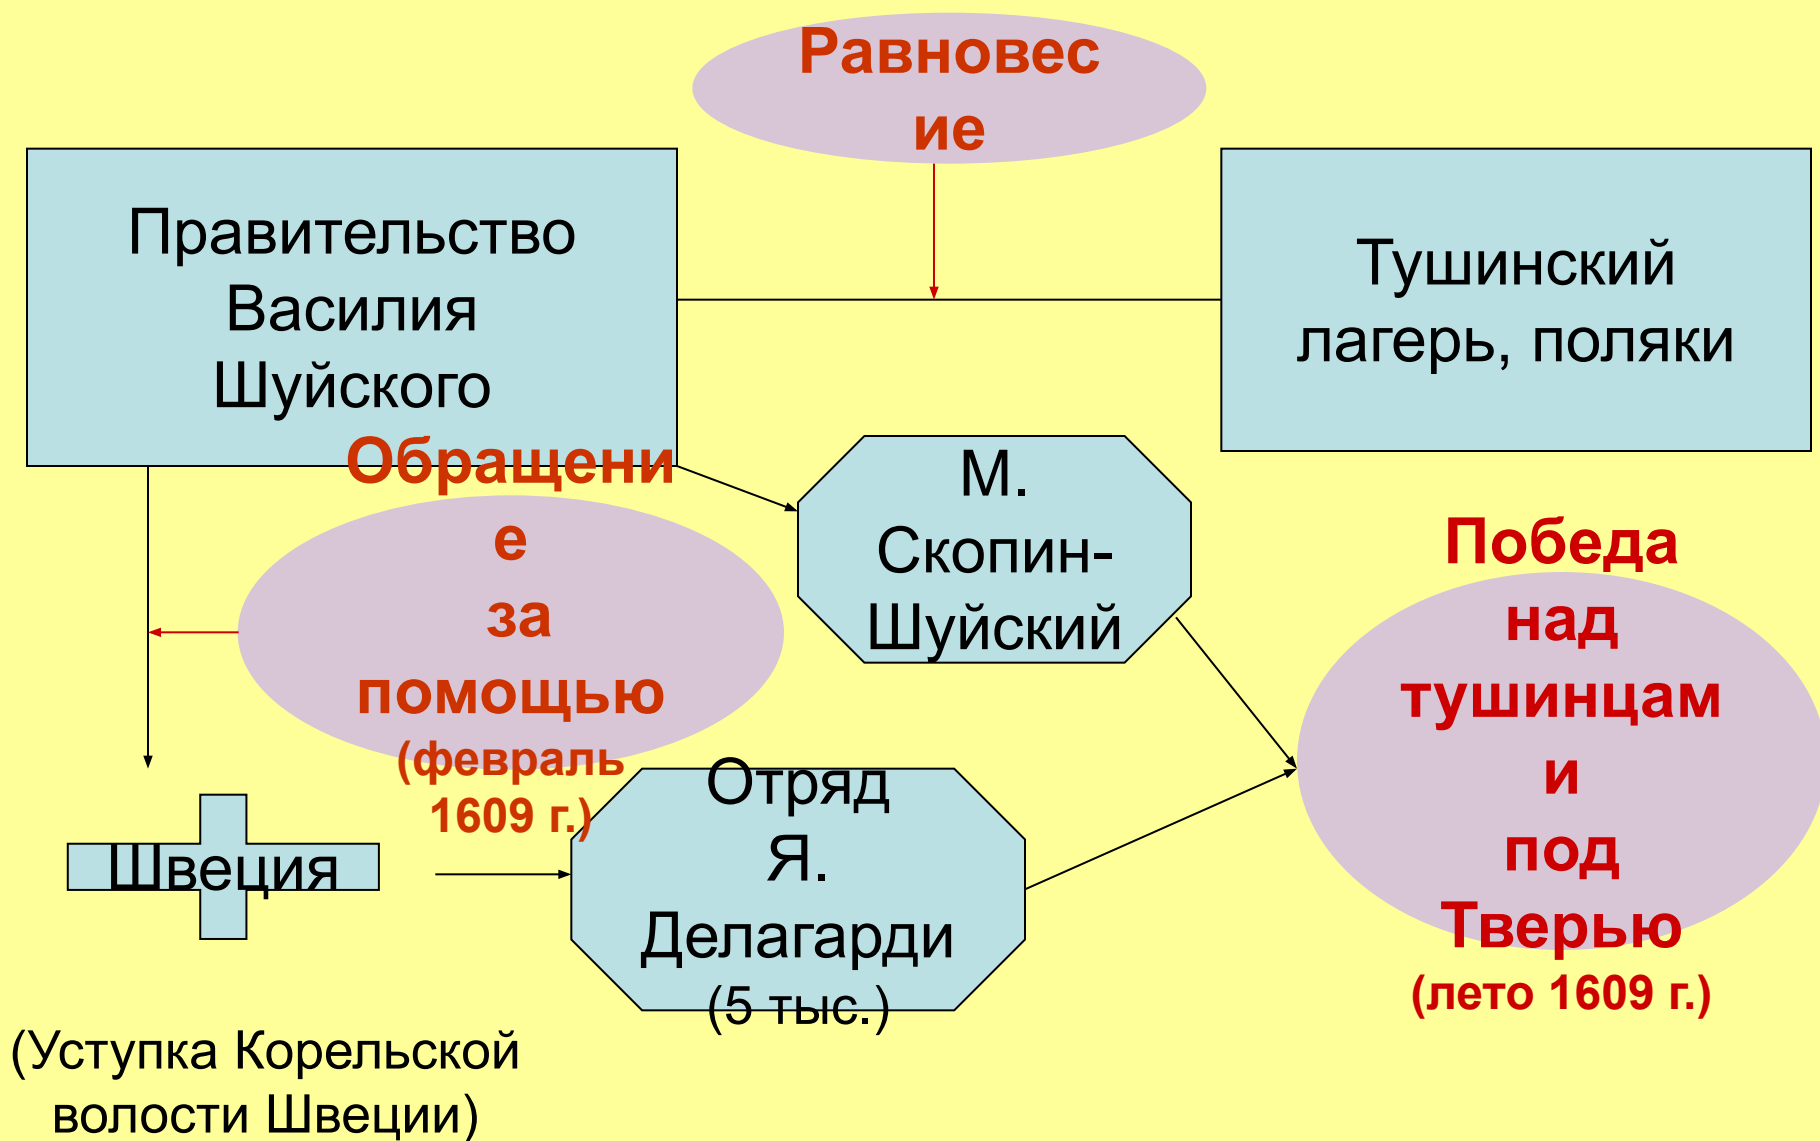 Равновес
ие
Правительство
Василия
Шуйского
Тушинский
лагерь, поляки
Обращени
е
за
помощью
(февраль
1609 г.)
М.
Скопин-
Шуйский
Победа
над
тушинцам
и
под
Тверью
(лето 1609 г.)
Швеция
Отряд
Я.
Делагарди
(5 тыс.)
(Уступка Корельской
волости Швеции)